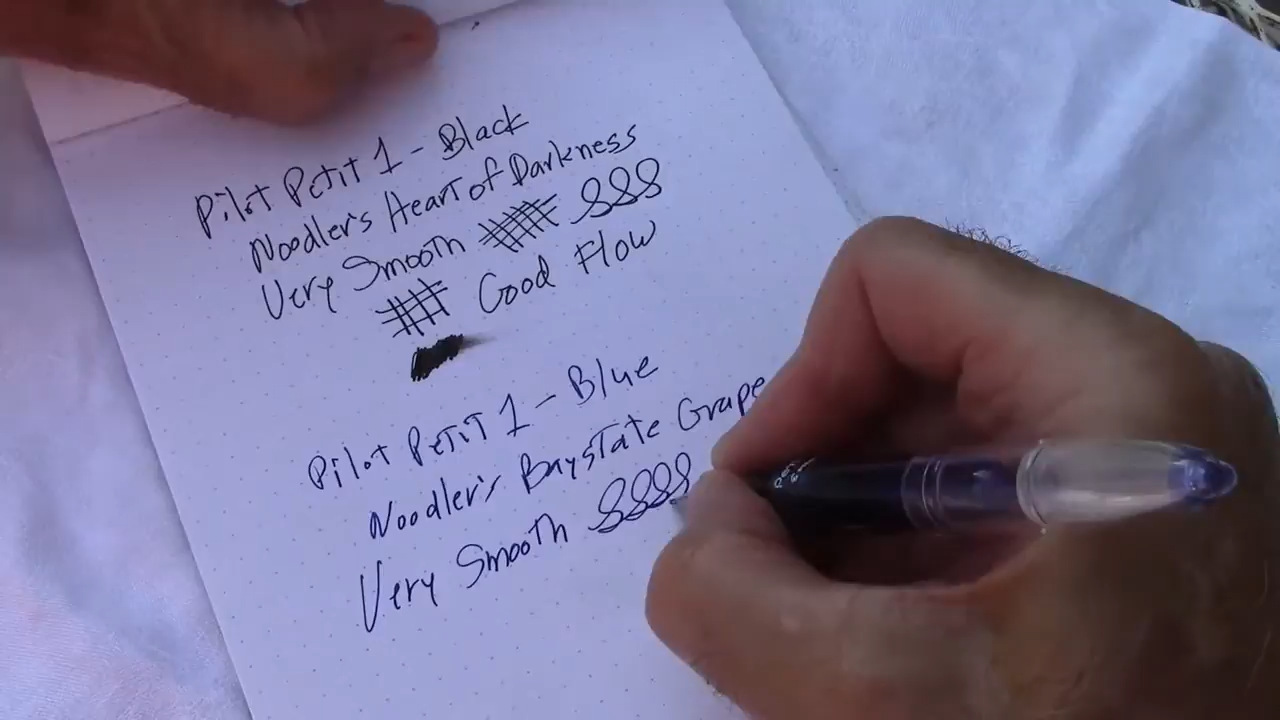 Pilot Petit 1 - Black
Noodler's Heart of Darkness
Very Smooth
Good Flow
Pilot Petit 1 - Blue
Noodler's Baystate Grape
Very Smooth